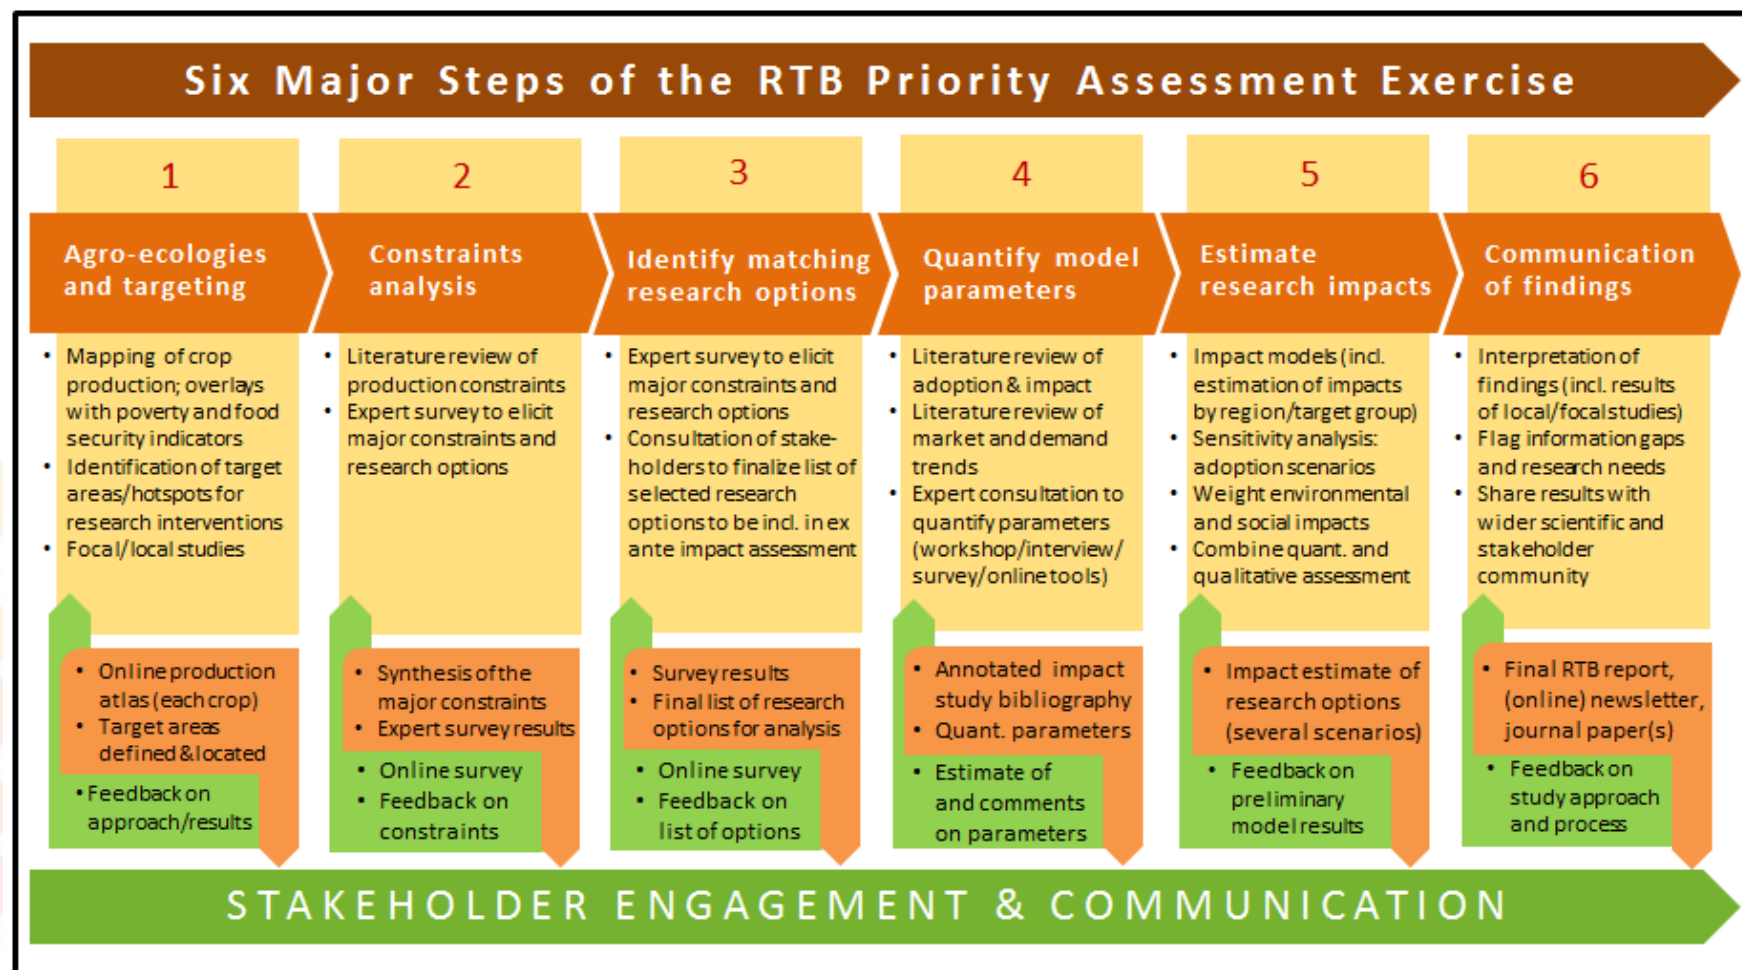 Six Major Steps of the RTB Priority Assessment Exercise
1
Agro-ecologies
and targeting
• Mapping of crop
production; overlays
with poverty and food
security indicators
• Identification of target
areas/hotspots for
research interventions
• Focal/local studies
• Online production
atlas (each crop)
• Target areas
defined & located
• Feedback on
approach/results
2
Constraints
analysis
• Literature review of
production constraints
• Expert survey to elicit
major constraints and
research options
• Synthesis of the
major constraints
• Expert survey results
• Online survey
• Feedback on
constraints
3
Identify matching
research options
• Expert survey to elicit
major constraints and
research options
• Consultation of stake-
holders to finalize list of
selected research
options to be incl. in ex
ante impact assessment
• Survey results
• Final list of research
options for analysis
• Online survey
• Feedback on
list of options
4
Quantify model
parameters
• Literature review of
adoption & impact
• Literature review of
market and demand
trends
• Expert consultation to
quantify parameters
(workshop/interview/
survey/online tools)
• Annotated impact
study bibliography
• Quant. parameters
• Estimate of
and comments
on parameters
5
Estimate
research impacts
• Impact models (incl.
estimation of impacts
by region/target group)
• Sensitivity analysis:
adoption scenarios
• Weight environmental
and social impacts
• Combine quant. and
qualitative assessment
• Impact estimate of
research options
(several scenarios)
• Feedback on
preliminary
model results
6
Communication
of findings
• Interpretation of
findings (incl. results
of local/focal studies)
• Flag information gaps
and research needs
• Share results with
wider scientific and
stakeholder
community
• Final RTB report,
(online) newsletter,
journal paper(s)
• Feedback on
study approach
and process
STAKEHOLDER ENGAGEMENT & COMMUNICATION